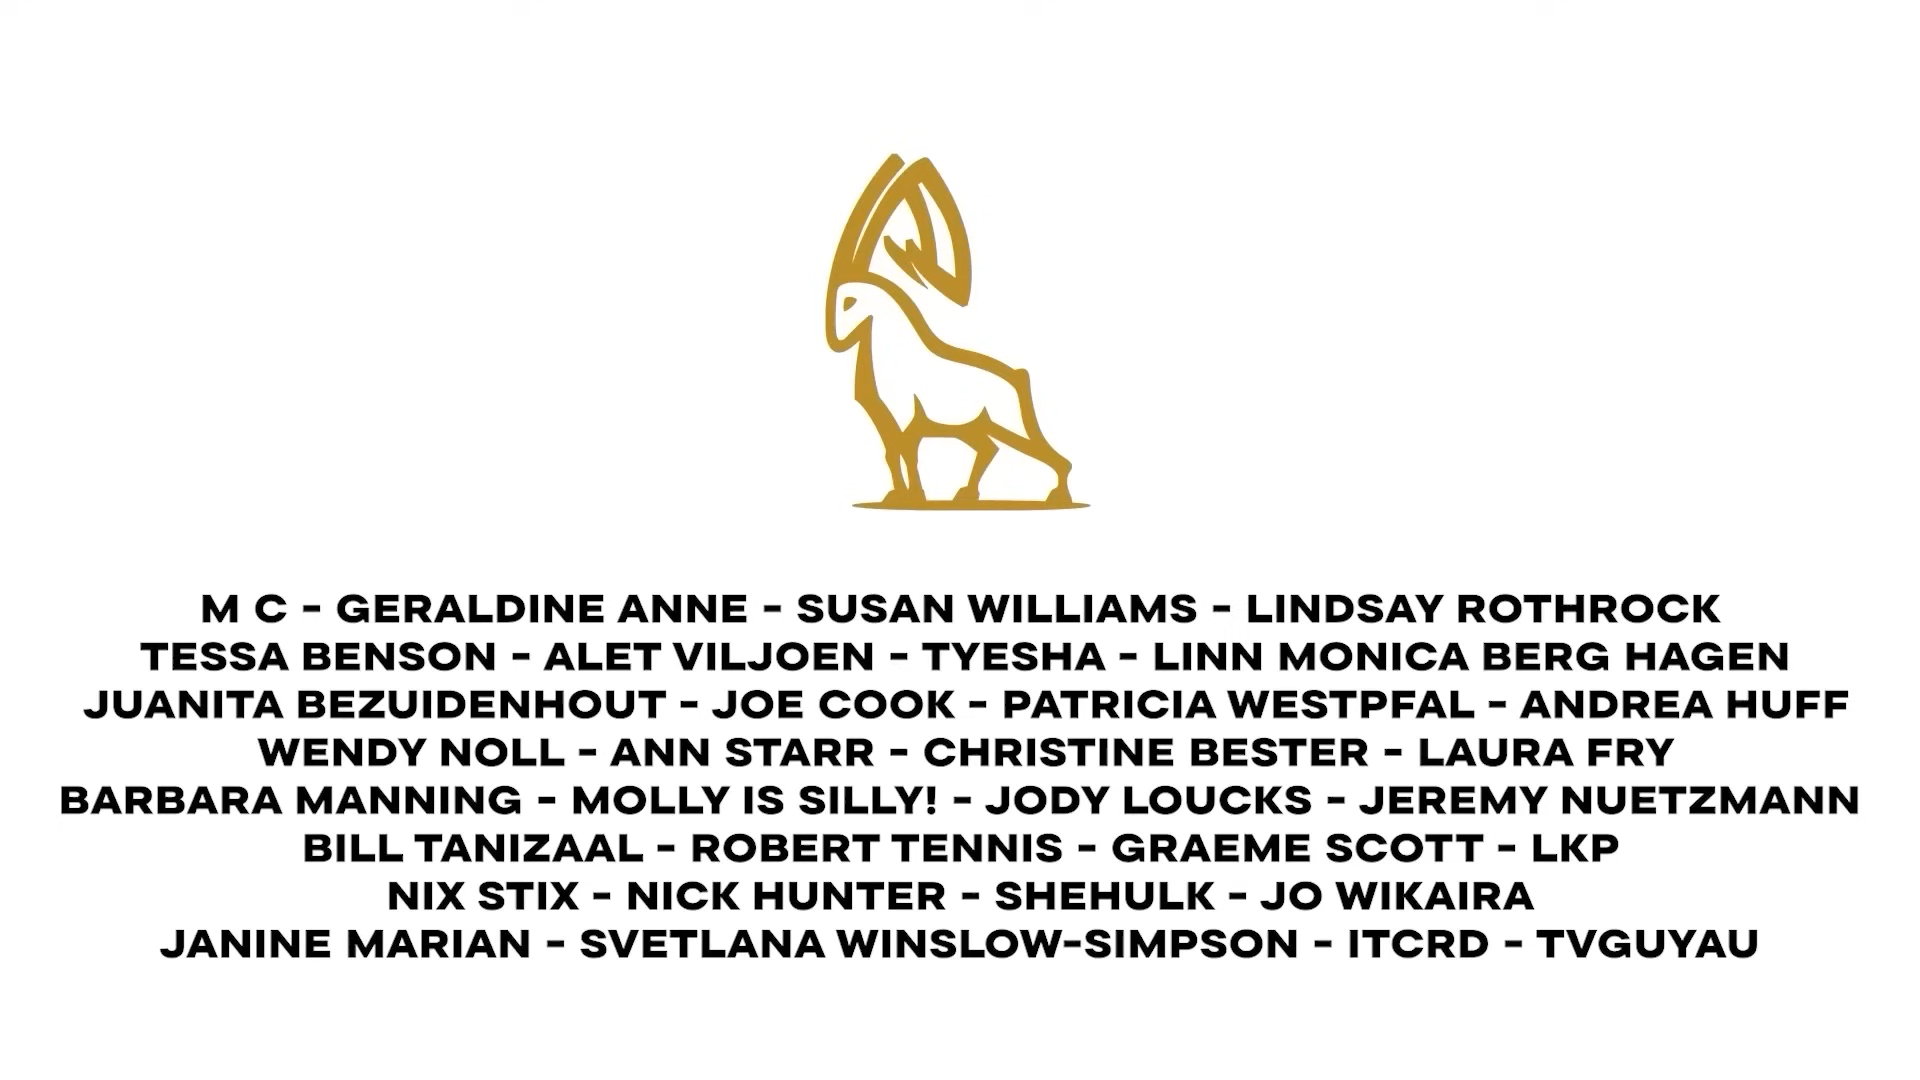 M C - GERALDINE ANNE - SUSAN WILLIAMS - LINDSAY ROTHROCK
TESSA BENSON - ALET VILJOEN - TYESHA - LINN MONICA BERG HAGEN
JUANITA BEZUIDENHOUT - JOE COOK - PATRICIA WESTPFAL - ANDREA HUFF
WENDY NOLL - ANN STARR - CHRISTINE BESTER - LAURA FRY
BARBARA MANNING - MOLLY IS SILLY! - JODY LOUCKS - JEREMY NUETZMANN
BILL TANIZAAL - ROBERT TENNIS - GRAEME SCOTT - LKP
NIX STIX - NICK HUNTER - SHEHULK - JO WIKAIRA
JANINE MARIAN - SVETLANA WINSLOW-SIMPSON - ITCRD - TVGUYAU